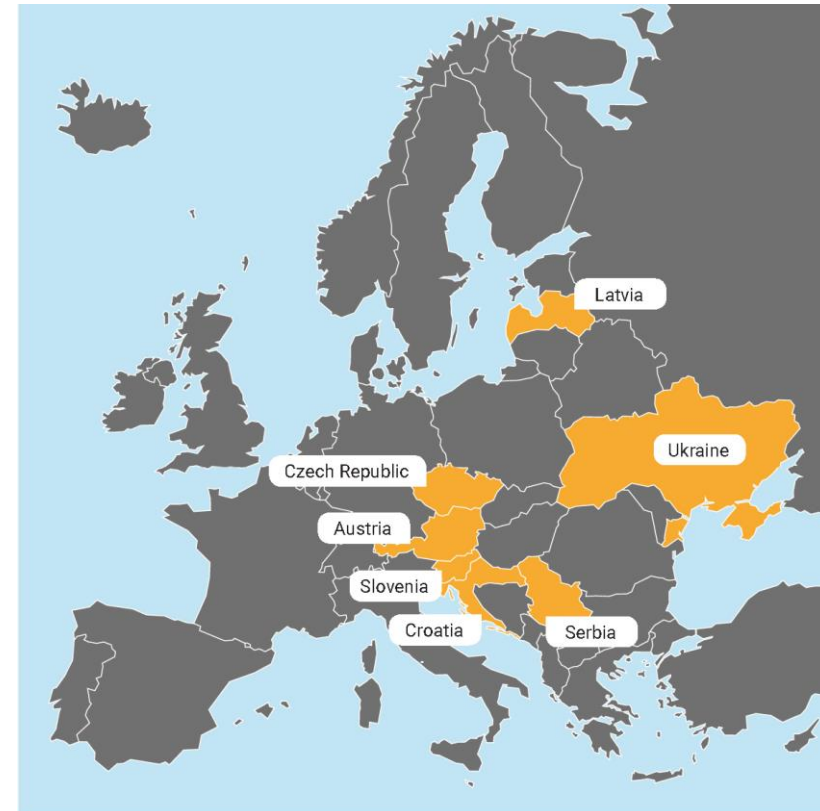 Latvia
Ukraine
Czech Republic
Austria
Slovenia
Croatia
Serbia